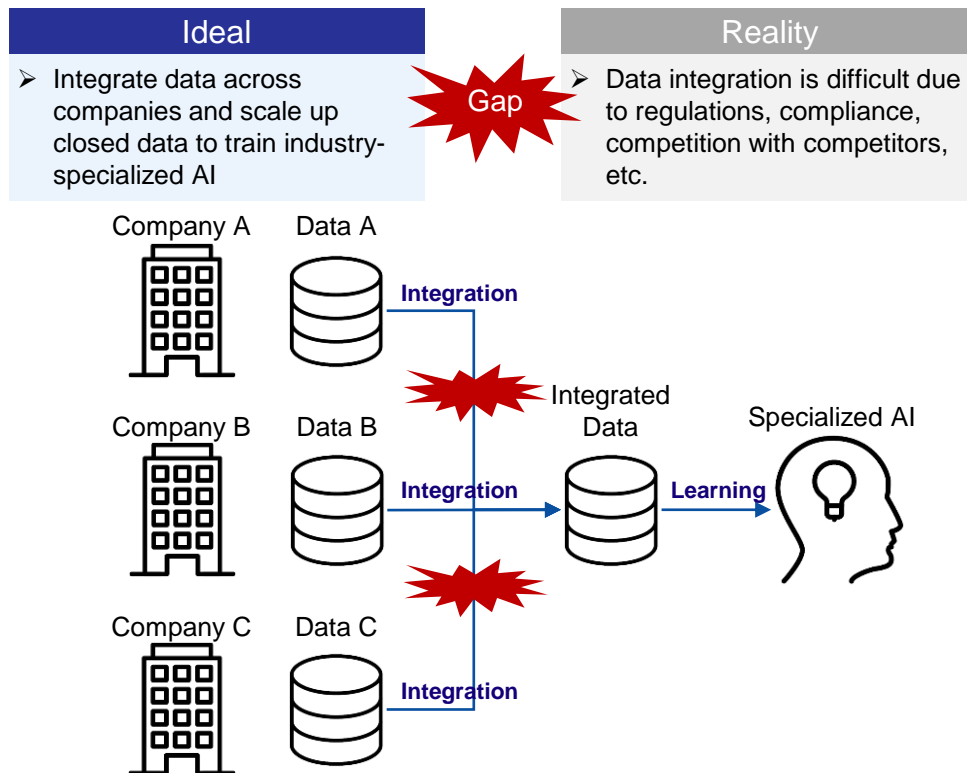 Ideal
➢ Integrate data across
companies and scale up
closed data to train industry-
specialized AI
Gap
Reality
➢ Data integration is difficult due
to regulations, compliance,
competition with competitors,
etc.
Company A
Data A
Integration
Company B
Data B
Integration
Integrated
Data
Learning
Specialized AI
Company C
Data C
Integration